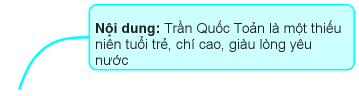 Nội dung: Trần Quốc Toản là một thiếu
niên tuổi trẻ, chí cao, giàu lòng yêu
nước